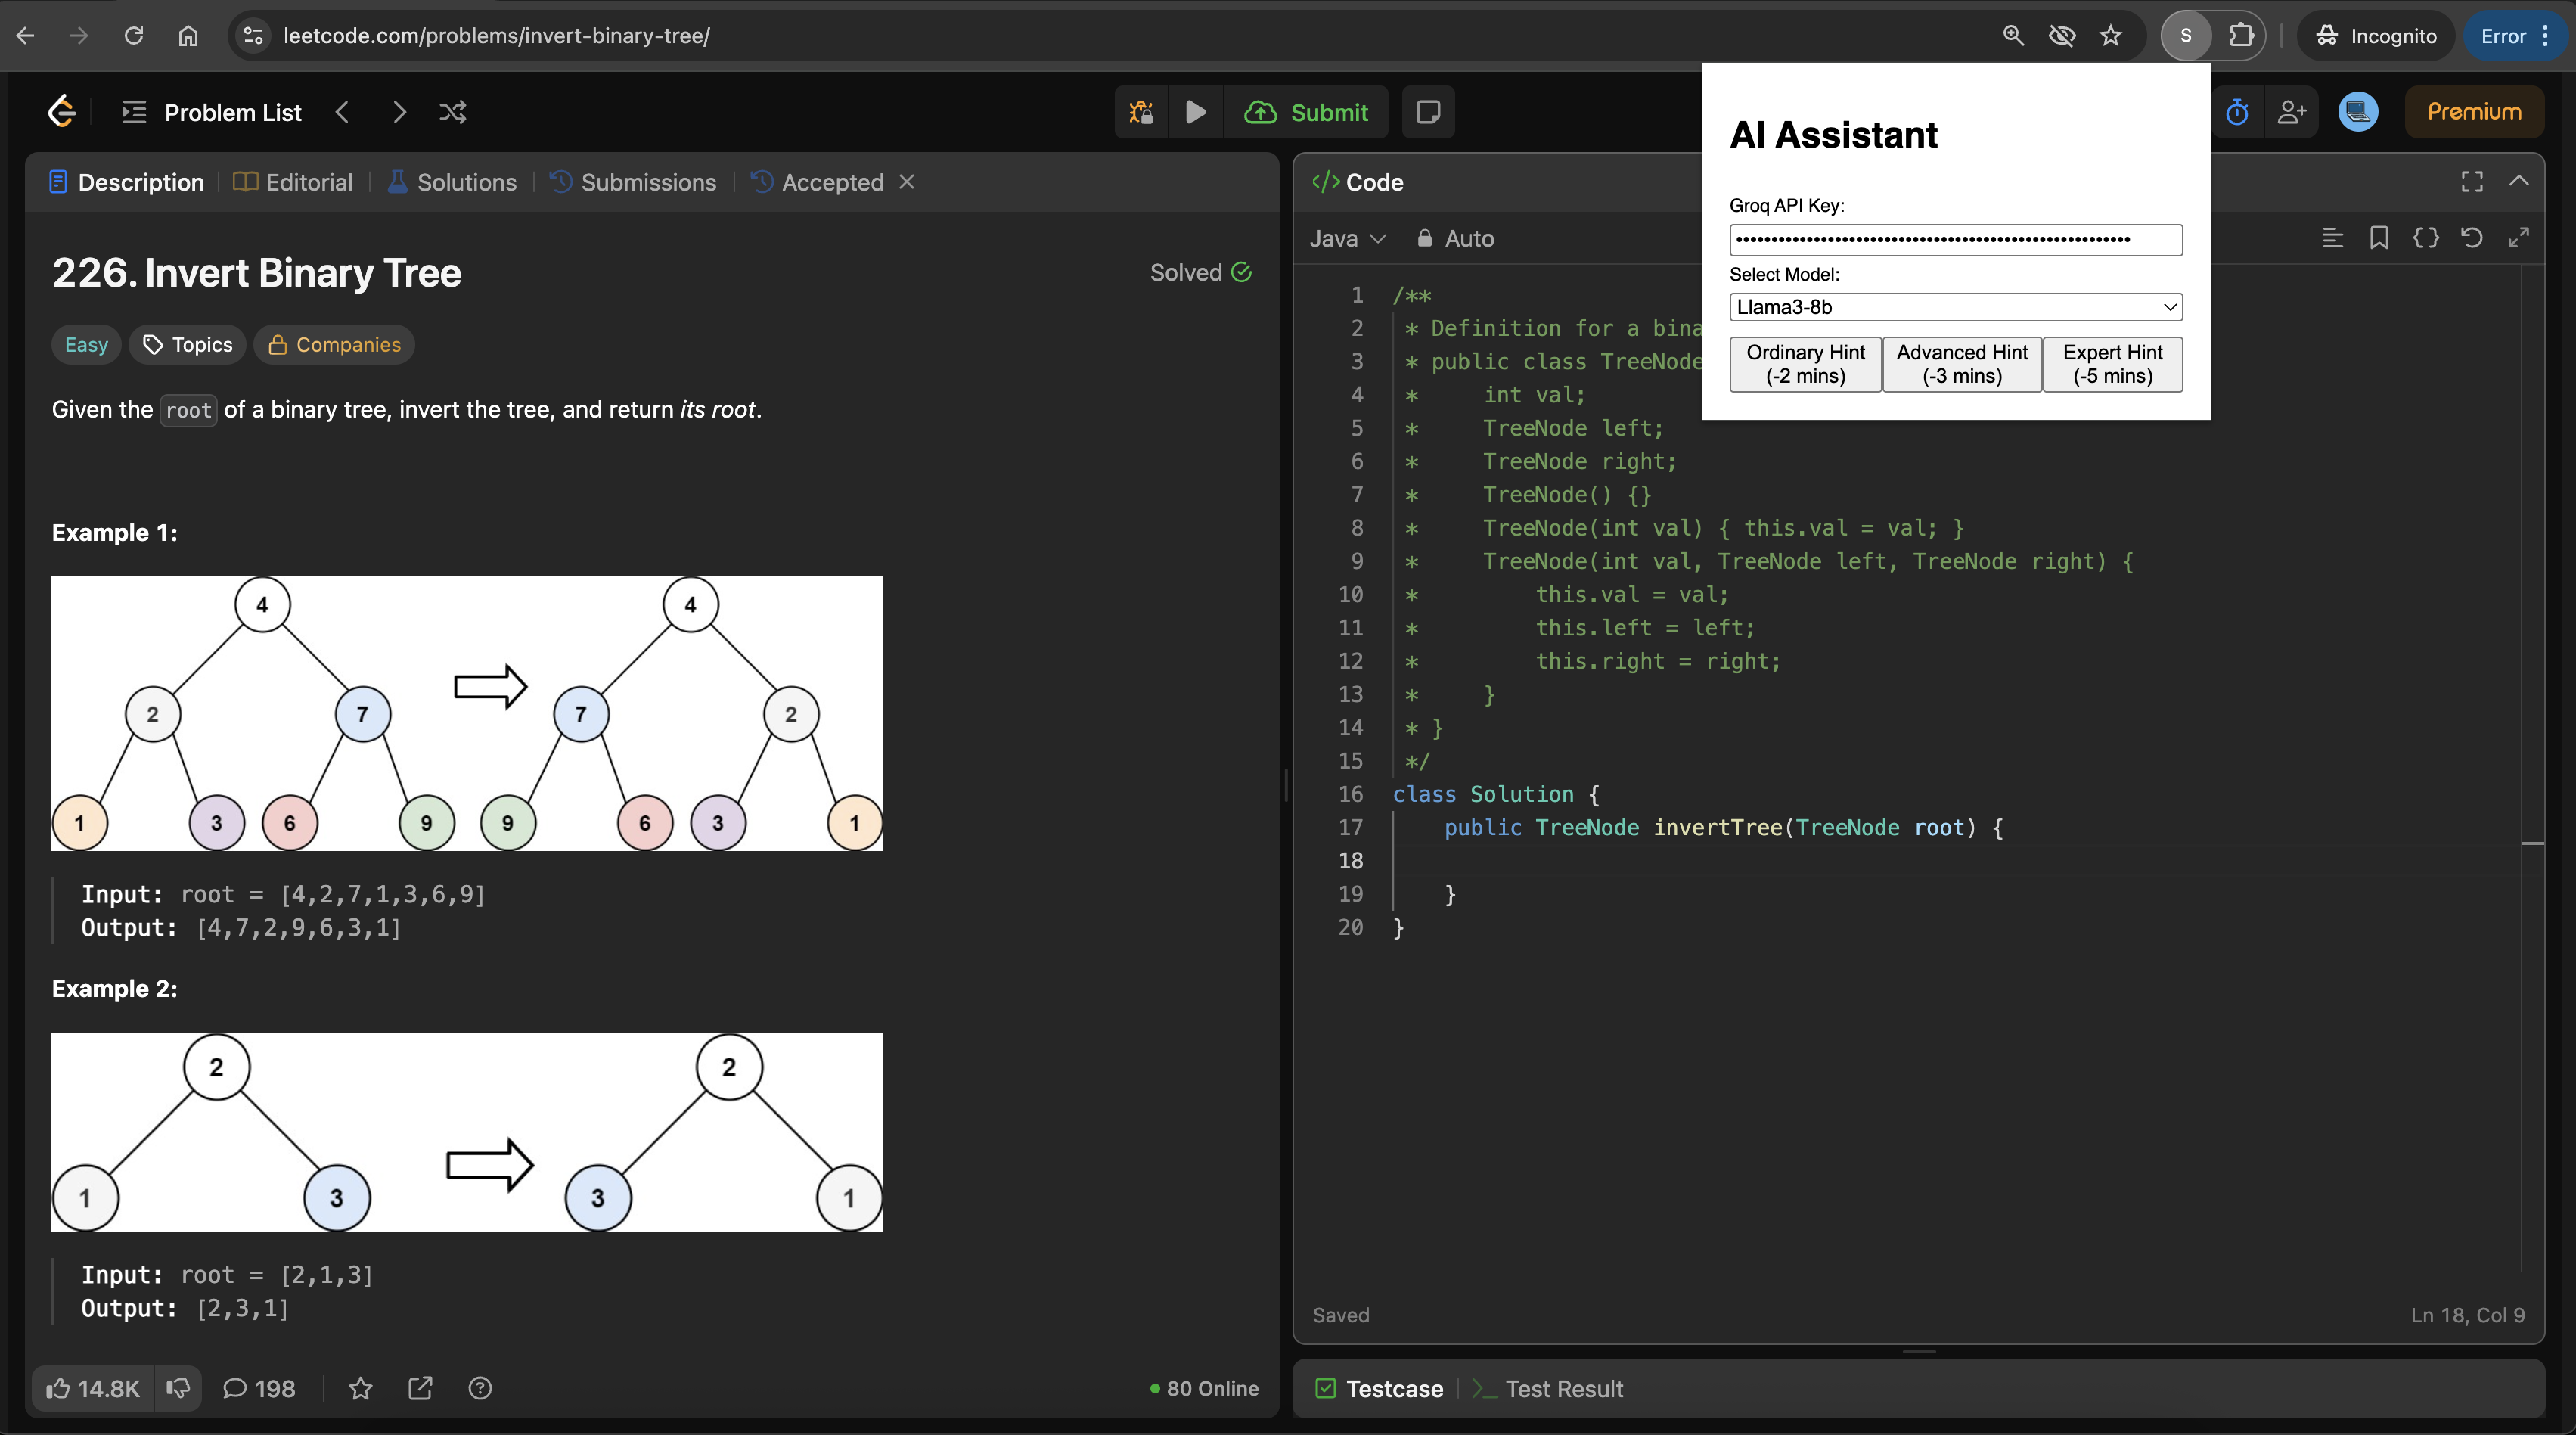 leetcode.com/problems/invert-binary-tree/
S
Incognito
Error
Problem List
Submit
Premium
Description
Editorial
Solutions
Submissions
Accepted
226. Invert Binary Tree
Solved
Easy
Topics
Companies
Given the root of a binary tree, invert the tree, and return its root.
Example 1:
4
4
2
7
7
2
1
3
6
9
9
6
3
1
Input: root = [4,2,7,1,3,6,9]
Output: [4,7,2,9,6,3,1]
Example 2:
2
2
1
3
3
1
Input: root = [2,1,3]
Output: [2,3,1]
14.8K
198
80 Online
</> Code
Java
Auto
1 /**
2 * Definition for a bina
3 * public class TreeNode
4 * int val;
5 * TreeNode left;
6 * TreeNode right;
7 * TreeNode() {}
8 * TreeNode(int val) { this.val = val; }
9 * TreeNode(int val, TreeNode left, TreeNode right) {
10 * this.val = val;
11 * this.left = left;
12 * this.right = right;
13 * }
14 * }
15 */
16 class Solution {
17 public TreeNode invertTree(TreeNode root) {
18
19 }
20 }
Saved
Ln 18, Col 9
Testcase
Test Result
AI Assistant
Groq API Key:
Select Model:
Llama3-8b
Ordinary Hint
(-2 mins)
Advanced Hint
(-3 mins)
Expert Hint
(-5 mins)